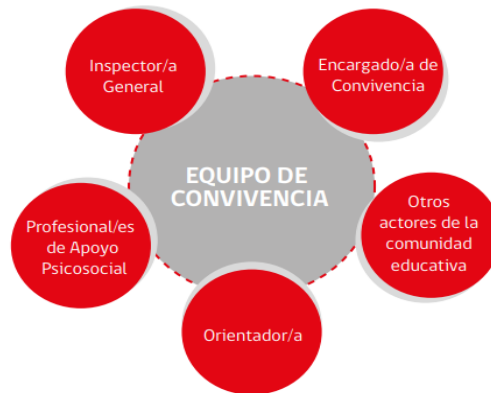 Inspector/a
General
Encargado/a de
Convivencia
EQUIPO DE
CONVIVENCIA
Profesional/es
de Apoyo
Psicosocial
Otros
actores de la
comunidad
educativa
Orientador/a